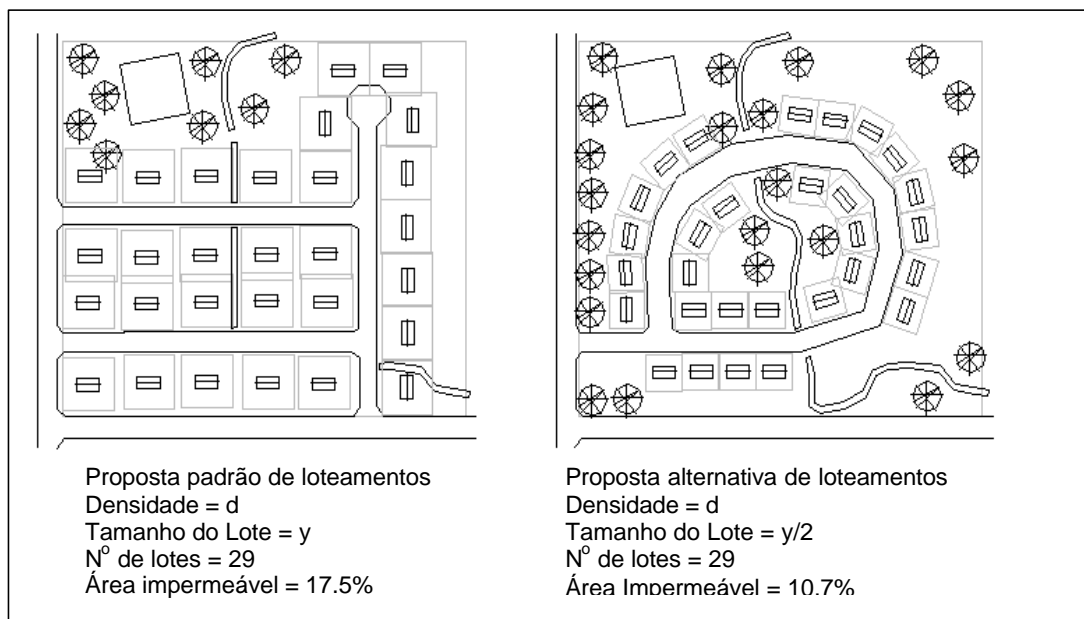 Proposta padrão de loteamentos
Densidade = d
Tamanho do Lote = y
Nº de lotes = 29
Área impermeável = 17.5%
Proposta alternativa de loteamentos
Densidade = d
Tamanho do Lote = y/2
Nº de lotes = 29
Área Impermeável = 10.7%